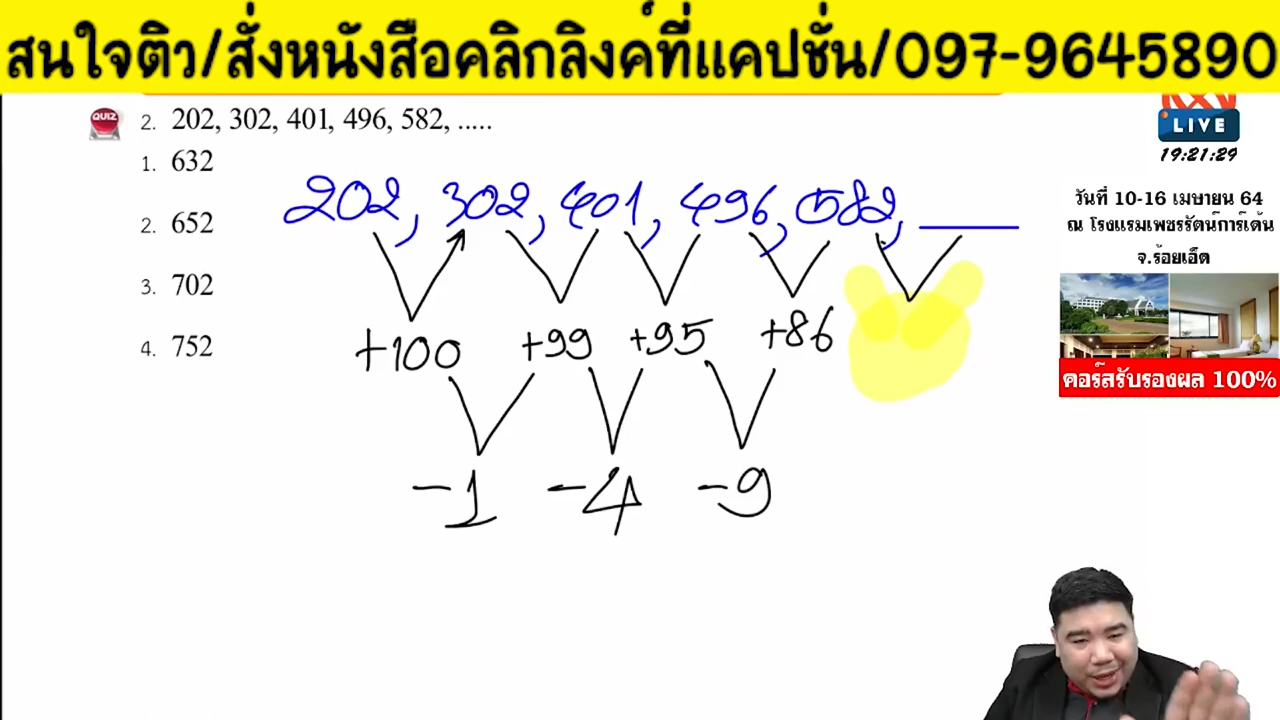 สนใจติว/สั่งหนังสือคลิกลิงค์ที่แคปชั่น/097-9645890
QUIZ
2. 202, 302, 401, 496, 582, .....
LIVE
19:21:29
1. 632
202, 302, 401, 496, 582, ____
วันที่ 10-16 เมษายน 64
ณ โรงแรมเพชรรัตน์การ์เด้น
จ.ร้อยเอ็ด
2. 652
3. 702
4. 752
+100 +99 +95 +86
คอร์สรับรองผล 100%
-1 -4 -9